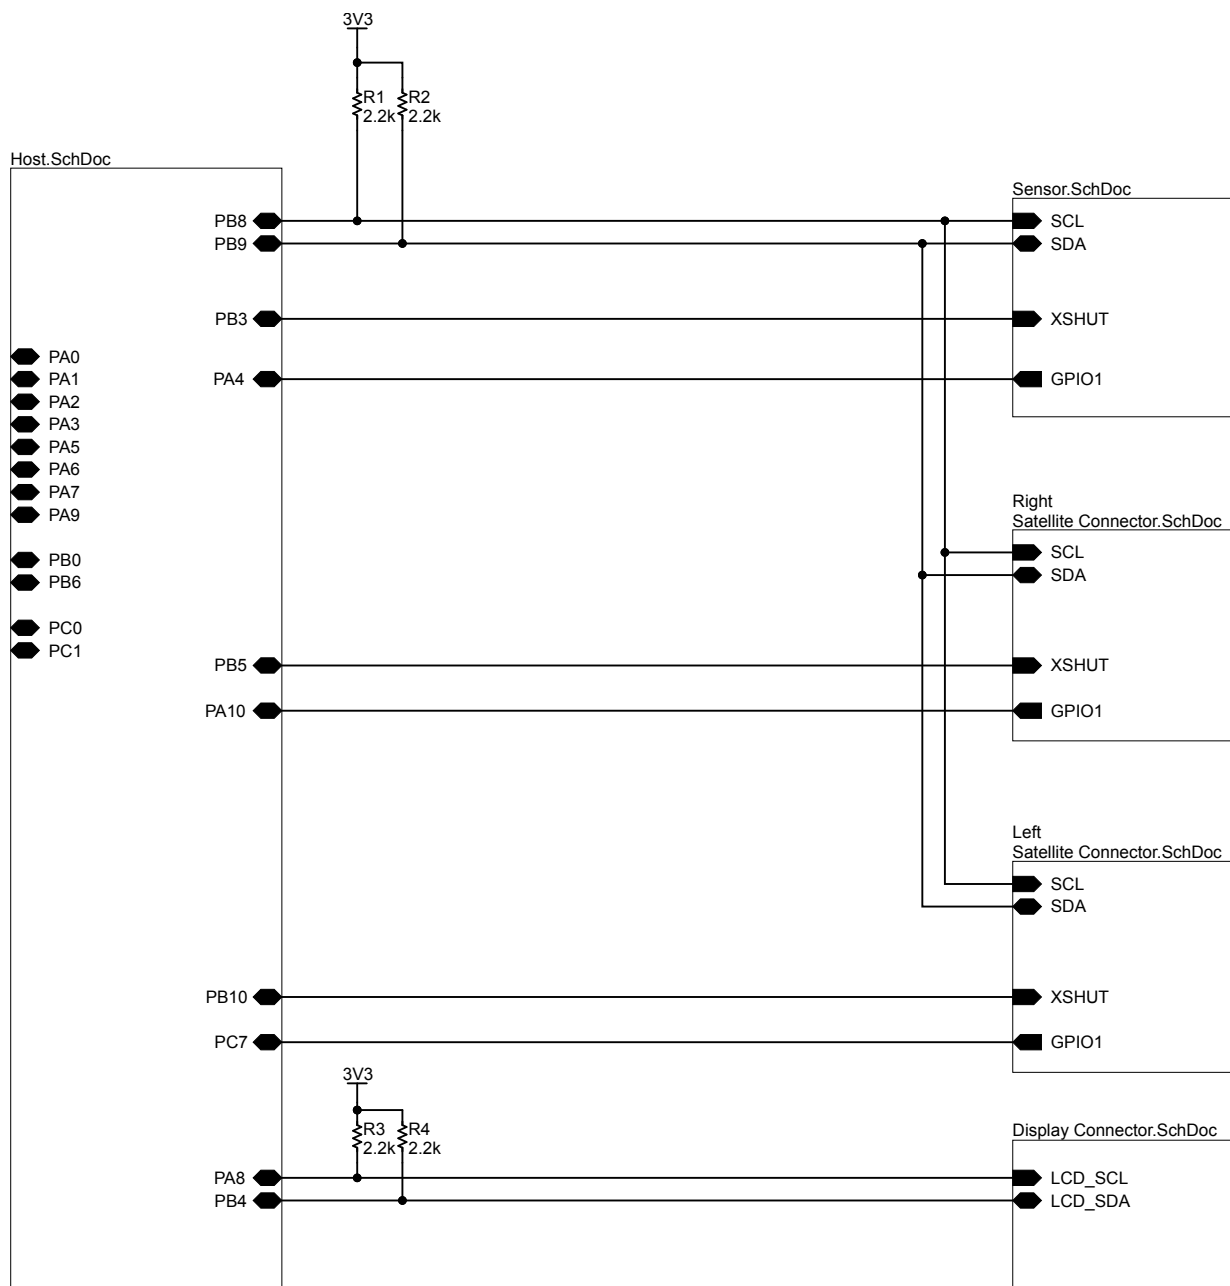 3V3
R1 R2
2.2k 2.2k
Host.SchDoc
Sensor.SchDoc
PB8 SCL
PB9 SDA
PB3 XSHUT
PA0
PA1 PA4 GPIO1
PA2
PA3
PA5
PA6
PA7
PA9
Right
Satellite Connector.SchDoc
SCL
PB0
SDA
PB6
PC0
PC1
PB5 XSHUT
PA10 GPIO1
Left
Satellite Connector.SchDoc
SCL
SDA
PB10 XSHUT
PC7 GPIO1
3V3
R3 R4
2.2k 2.2k
Display Connector.SchDoc
PA8 LCD_SCL
PB4 LCD_SDA